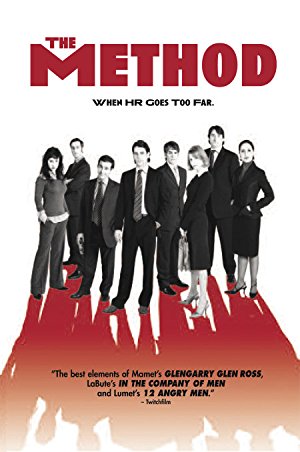 THE
METHOD
WHEN HR GOES TOO FAR.
"The best elements of Mamet's GLENGARRY GLEN ROSS,
LaBute's IN THE COMPANY OF MEN
and Lumet's 12 ANGRY MEN."
– Twitchfilm